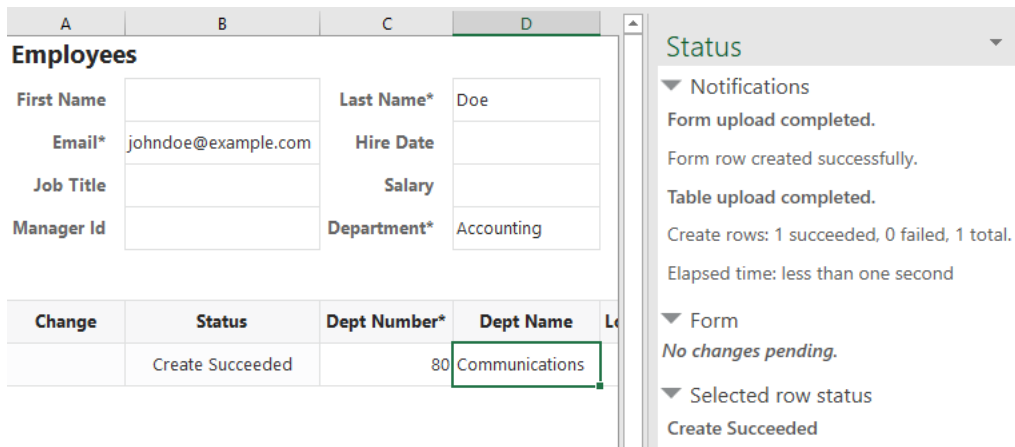 A B C D
Employees
First Name Last Name* Doe
Email* johndoe@example.com Hire Date
Job Title Salary
Manager Id Department* Accounting
Change Status Dept Number* Dept Name
Create Succeeded 80 Communications
Status
Notifications
Form upload completed.
Form row created successfully.
Table upload completed.
Create rows: 1 succeeded, 0 failed, 1 total.
Elapsed time: less than one second
Form
No changes pending.
Selected row status
Create Succeeded